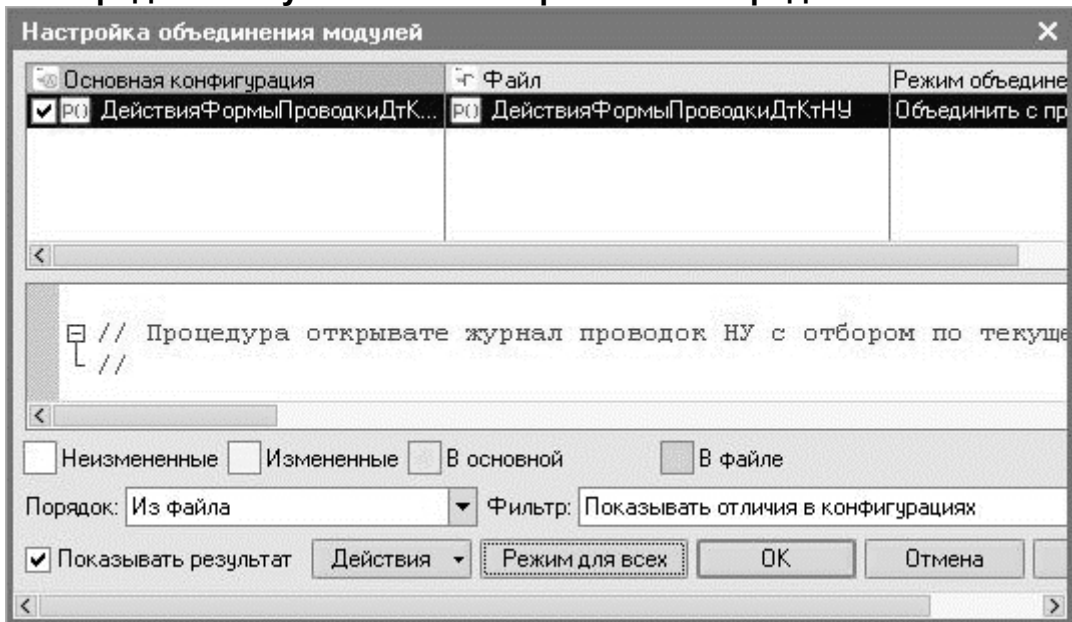 Настройка объединения модулей
Основная конфигурация Файл Режим объедине
P() ДействияФормыПроводкиДтК... P() ДействияФормыПроводкиДтКтНУ Объединить с пр
// Процедура открывате журнал проводок НУ с отбором по текуще
//
Неизмененные Измененные В основной В файле
Порядок: Из файла Фильтр: Показывать отличия в конфигурациях
Показывать результат Действия Режим для всех OK Отмена